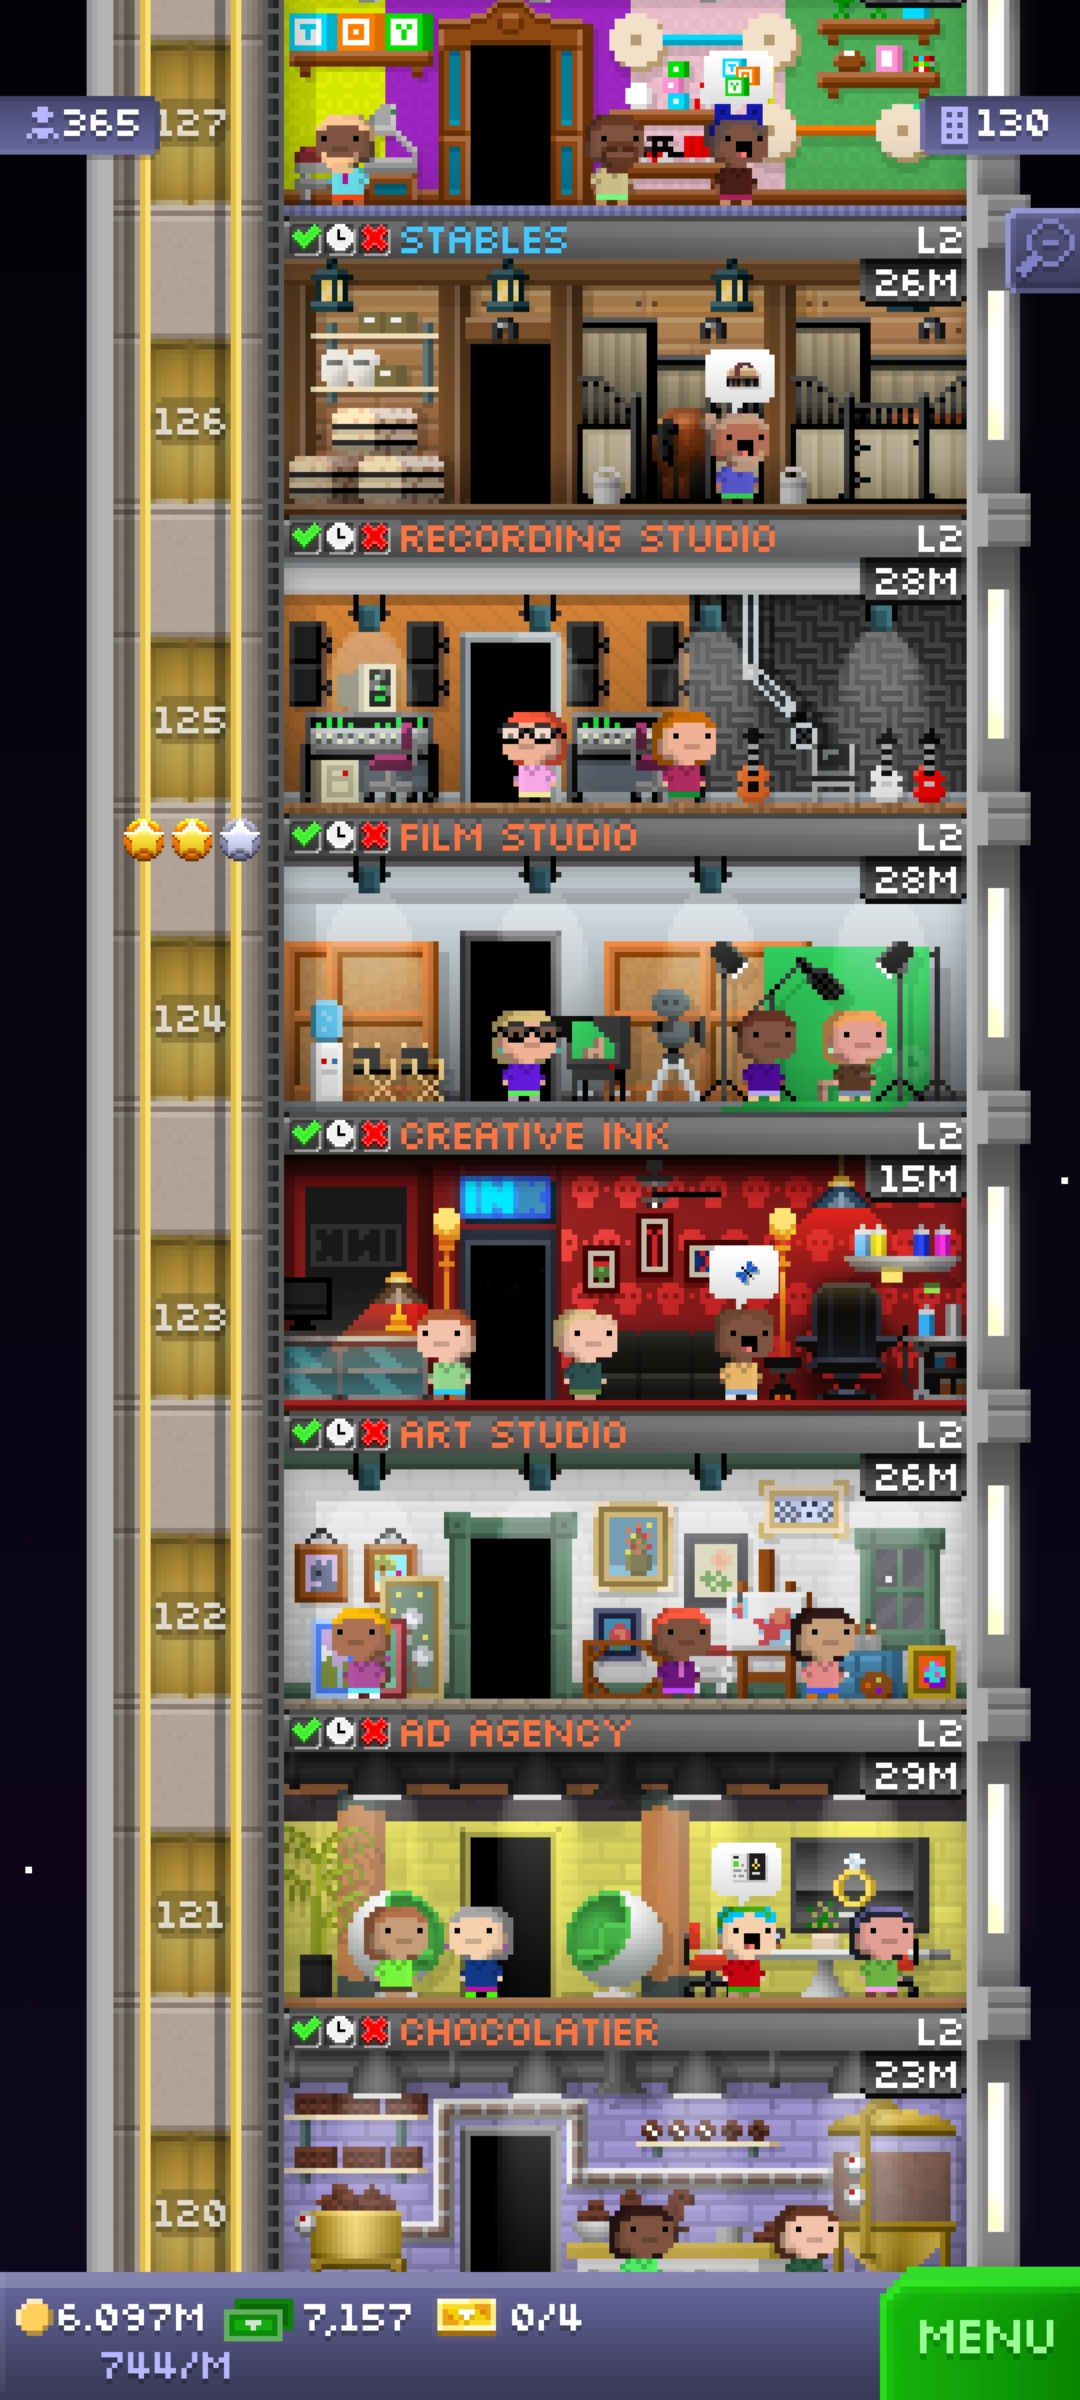 TOY
T
O
Y
365
127
130
STABLES L2
26M
126
RECORDING STUDIO L2
28M
125
FILM STUDIO L2
28M
124
CREATIVE INK L2
15M
INK
INK
123
ART STUDIO L2
26M
122
AD AGENCY L2
29M
121
CHOCOLATIER L2
23M
120
6.097M 7,157 0/4
744/M
MENU